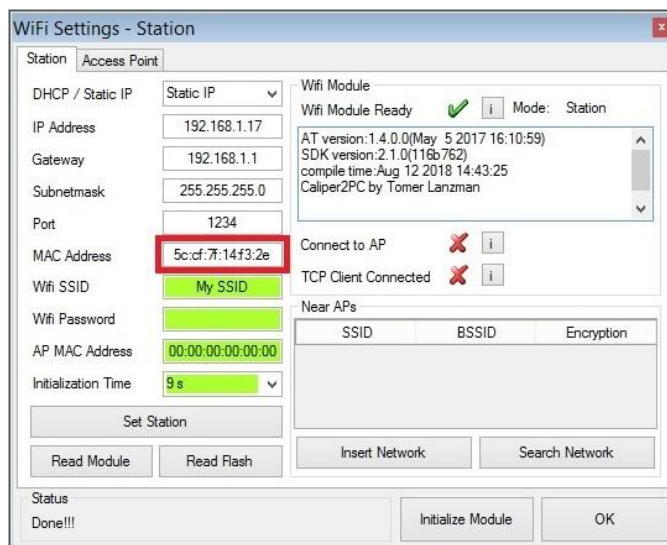 WiFi Settings - Station
x
Station
Access Point
DHCP / Static IP
Static IP
IP Address
192.168.1.17
Gateway
192.168.1.1
Subnetmask
255.255.255.0
Port
1234
MAC Address
5c:cf:7f:14:f3:2e
Wifi SSID
My SSID
Wifi Password
AP MAC Address
00:00:00:00:00:00
Initialization Time
9 s
Set Station
Read Module
Read Flash
Wifi Module
Wifi Module Ready
i
Mode:
Station
AT version:1.4.0.0(May 5 2017 16:10:59)
SDK version:2.1.0(116b762)
compile time:Aug 12 2018 14:43:25
Caliper2PC by Tomer Lanzman
Connect to AP
i
TCP Client Connected
i
Near APs
SSID
BSSID
Encryption
Insert Network
Search Network
Status
Done!!!
Initialize Module
OK